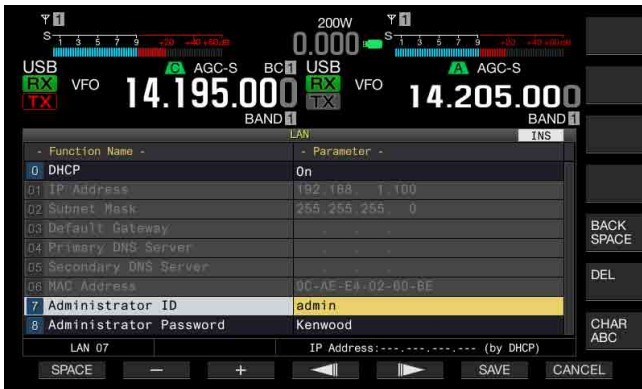 1 200W 1
S 1 3 5 7 9 +20 +40 +60dB 0.000 S 1 3 5 7 9 +20 +40 +60dB
USB C AGC-S BC1 USB A AGC-S
RX VFO 14.195.000 RX VFO 14.205.000
TX TX
BAND 1 BAND 1
LAN INS
- Function Name - - Parameter -
0 DHCP On
01 IP Address 192.168. 1.100
02 Subnet Mask 255.255.255. 0
03 Default Gateway . . .
04 Primary DNS Server . . .
05 Secondary DNS Server . . .
06 MAC Address 9C-AE-E4-02-60-BE
7 Administrator ID admin
8 Administrator Password Kenwood
LAN 07 IP Address:---.---.---.--- (by DHCP)
BACK
SPACE
DEL
CHAR
ABC
SPACE - + SAVE CANCEL